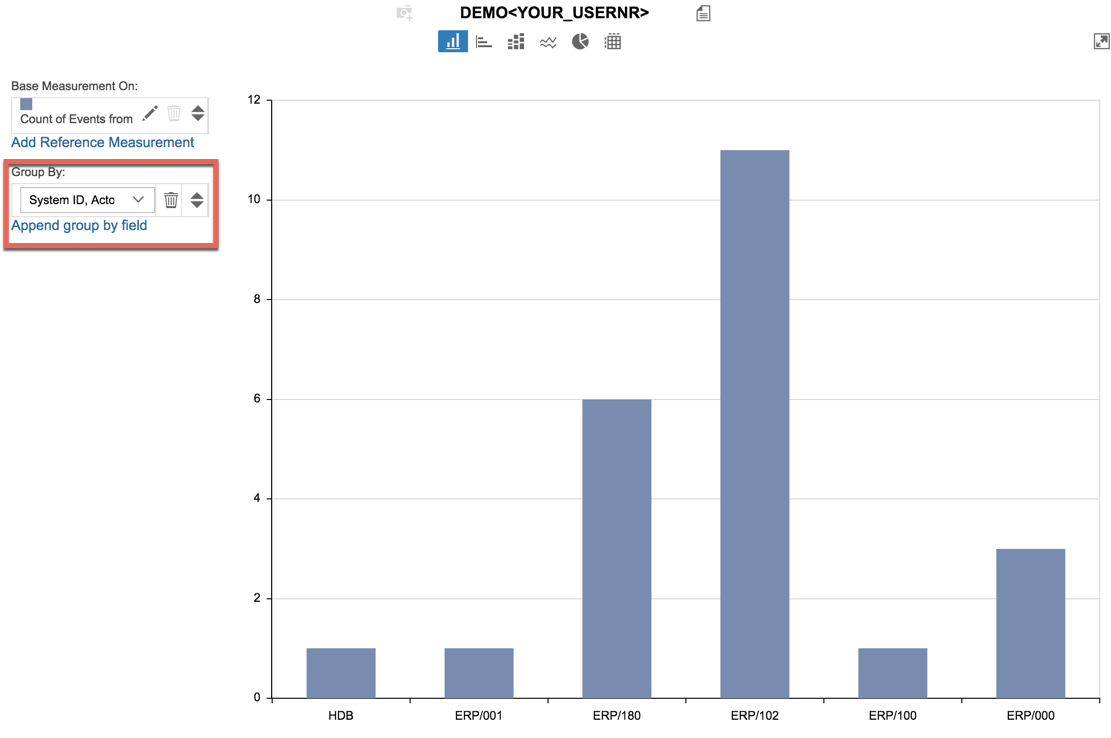 DEMO<YOUR_USERNR>
Base Measurement On:
Count of Events from
Add Reference Measurement
Group By:
System ID, Acto
Append group by field
12
10
8
6
4
2
0
HDB ERP/001 ERP/180 ERP/102 ERP/100 ERP/000